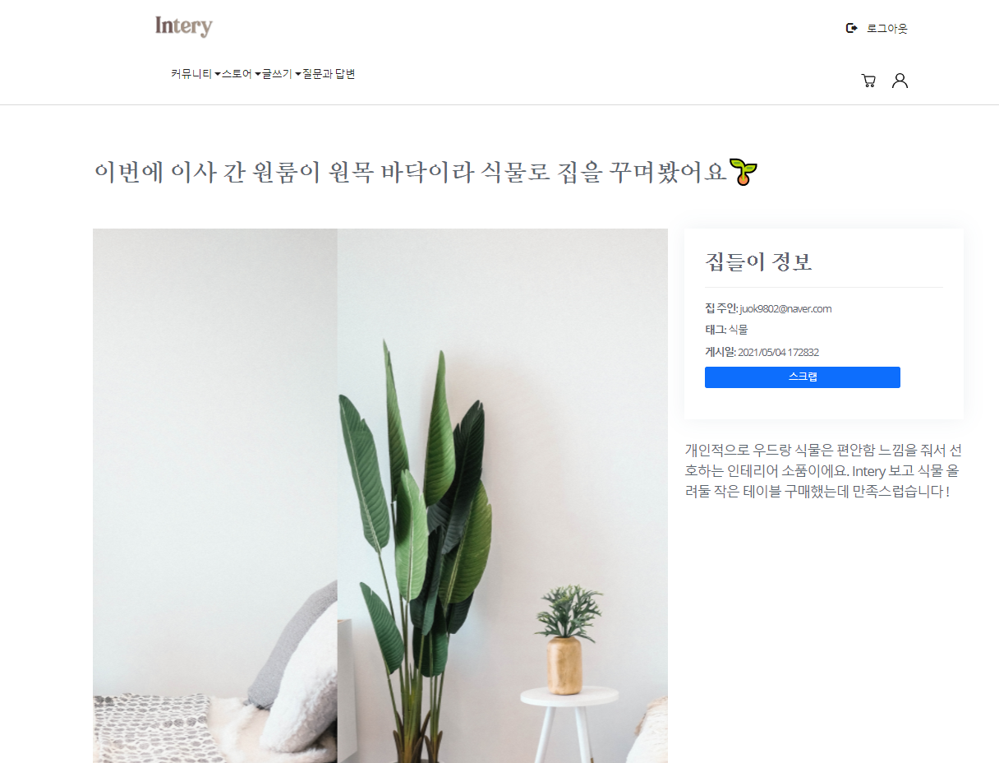 Intery
로그아웃
커뮤니티 스토어 글쓰기 질문과 답변
이번에 이사 간 원룸이 원목 바닥이라 식물로 집을 꾸며봤어요
집들이 정보
집 주인: juok9802@naver.com
태그: 식물
게시일: 2021/05/04 172832
스크랩
개인적으로 우드랑 식물은 편안함 느낌을 줘서 선
호하는 인테리어 소품이에요. Intery 보고 식물 올
려둘 작은 테이블 구매했는데 만족스럽습니다 !